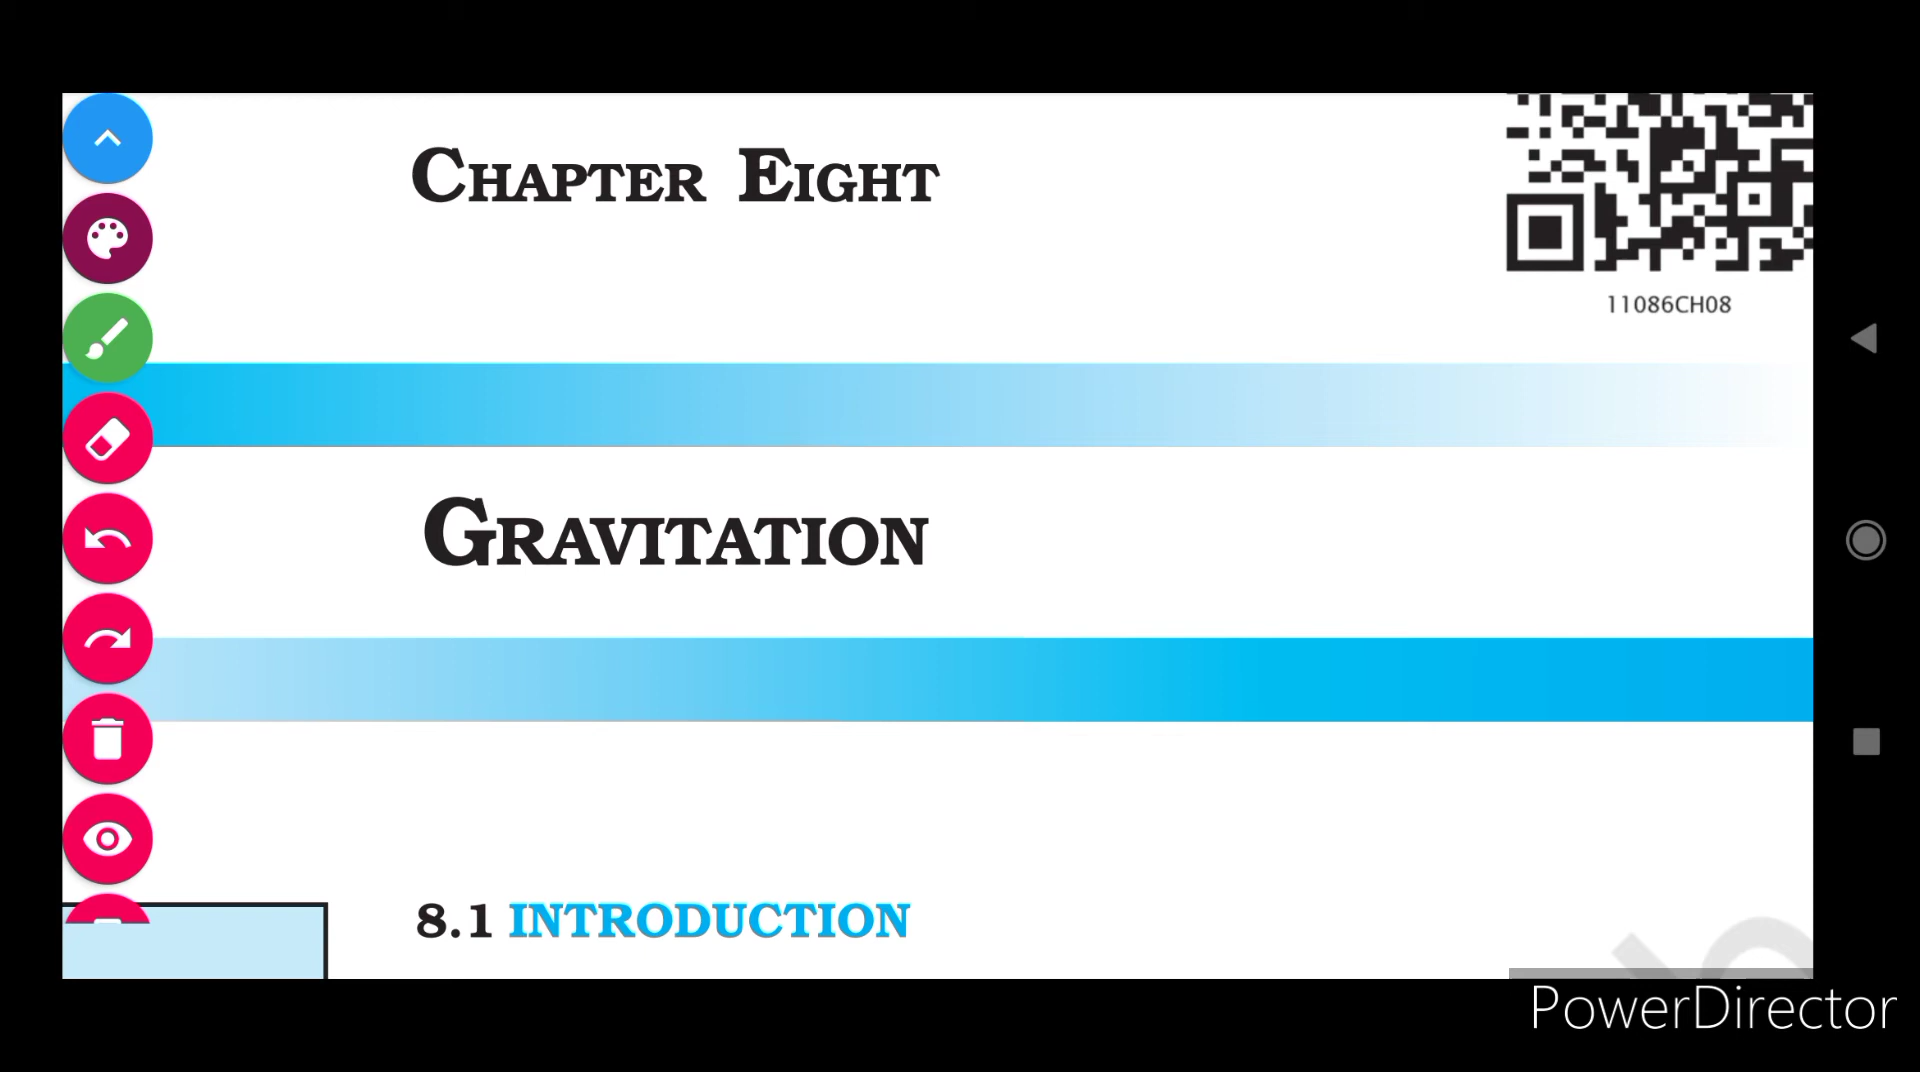 CHAPTER EIGHT
11086CH08
GRAVITATION
8.1 INTRODUCTION
PowerDirector